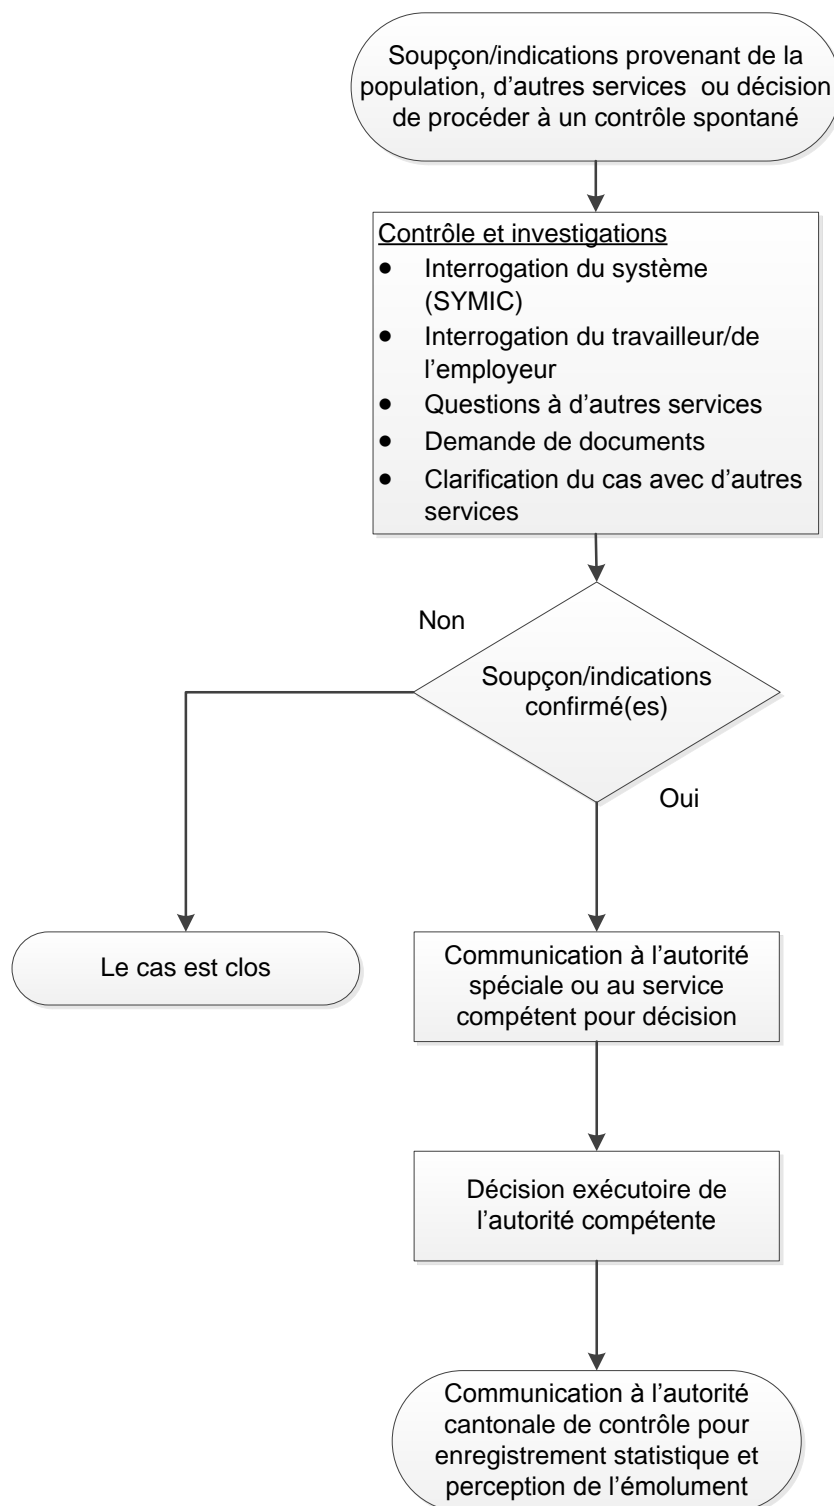 Soupçon/indications provenant de la
population, d'autres services ou décision
de procéder à un contrôle spontané
Contrôle et investigations
● Interrogation du système
(SYMIC)
● Interrogation du travailleur/de
l'employeur
● Questions à d'autres services
● Demande de documents
● Clarification du cas avec d'autres
services
Non
Soupçon/indications
confirmé(es)
Oui
Le cas est clos
Communication à l'autorité
spéciale ou au service
compétent pour décision
Décision exécutoire de
l'autorité compétente
Communication à l'autorité
cantonale de contrôle pour
enregistrement statistique et
perception de l'émolument